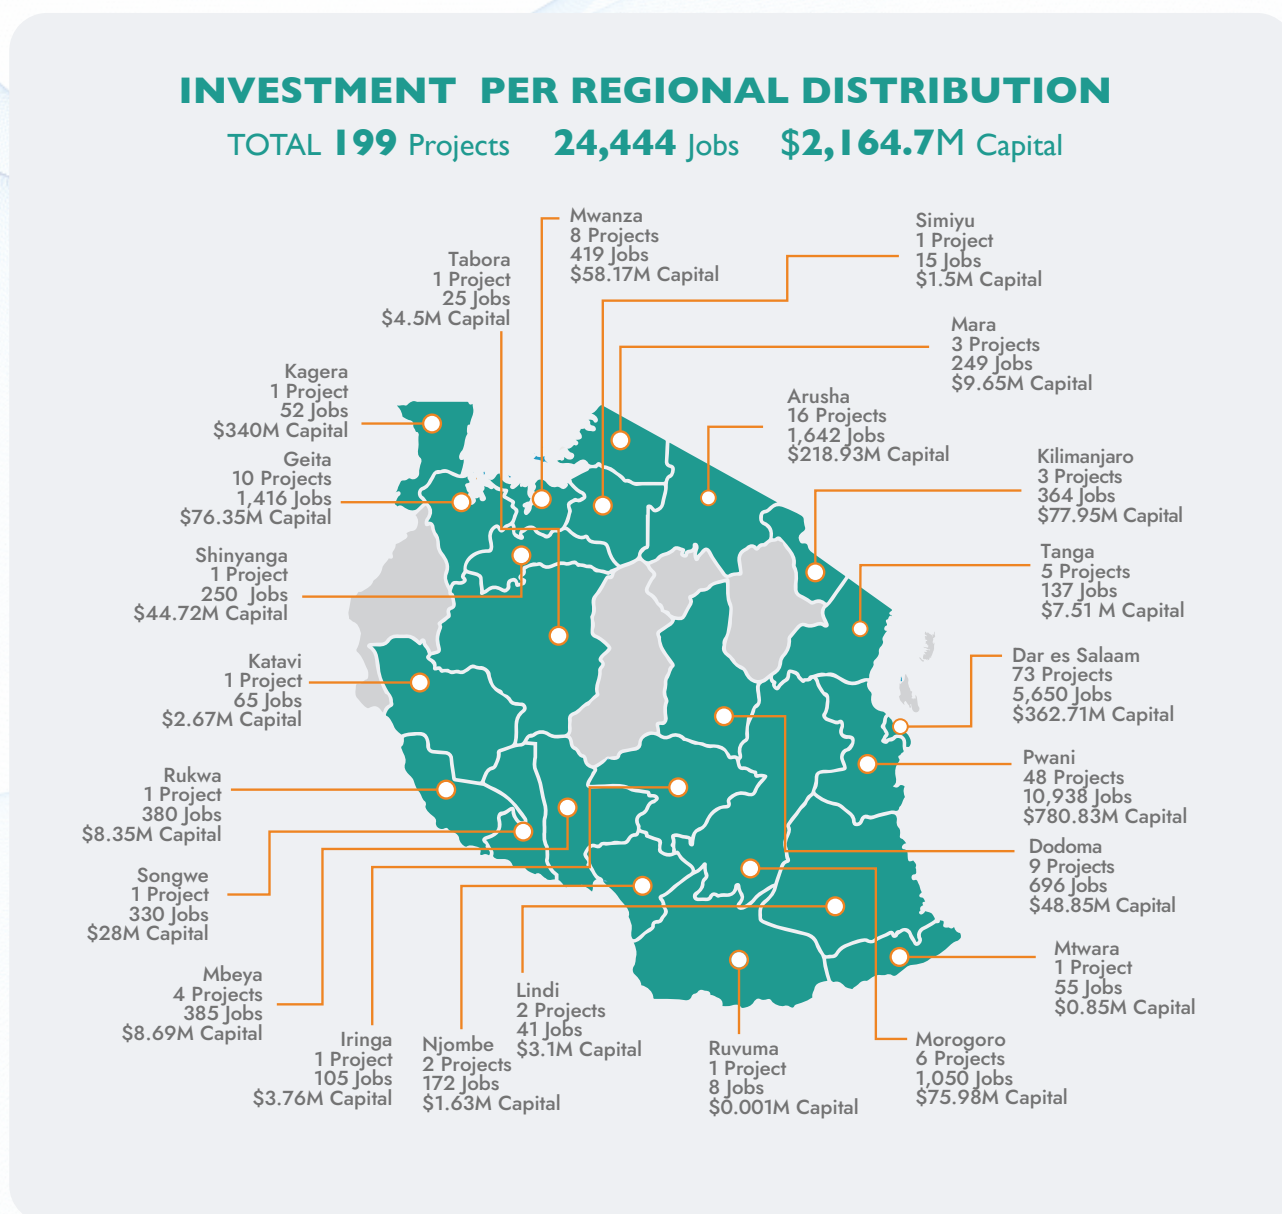 INVESTMENT PER REGIONAL DISTRIBUTION
TOTAL 199 Projects 24,444 Jobs $2,164.7M Capital
Mwanza
8 Projects
419 Jobs
$58.17M Capital
Simiyu
1 Project
15 Jobs
$1.5M Capital
Tabora
1 Project
25 Jobs
$4.5M Capital
Mara
3 Projects
249 Jobs
$9.65M Capital
Kagera
1 Project
52 Jobs
$340M Capital
Arusha
16 Projects
1,642 Jobs
$218.93M Capital
Geita
10 Projects
1,416 Jobs
$76.35M Capital
Kilimanjaro
3 Projects
364 Jobs
$77.95M Capital
Shinyanga
1 Project
250 Jobs
$44.72M Capital
Tanga
5 Projects
137 Jobs
$7.51 M Capital
Katavi
1 Project
65 Jobs
$2.67M Capital
Dar es Salaam
73 Projects
5,650 Jobs
$362.71M Capital
Rukwa
1 Project
380 Jobs
$8.35M Capital
Pwani
48 Projects
10,938 Jobs
$780.83M Capital
Songwe
1 Project
330 Jobs
$28M Capital
Dodoma
9 Projects
696 Jobs
$48.85M Capital
Mbeya
4 Projects
385 Jobs
$8.69M Capital
Mtwara
1 Project
55 Jobs
$0.85M Capital
Iringa
1 Project
105 Jobs
$3.76M Capital
Njombe
2 Projects
172 Jobs
$1.63M Capital
Lindi
2 Projects
41 Jobs
$3.1M Capital
Ruvuma
1 Project
8 Jobs
$0.001M Capital
Morogoro
6 Projects
1,050 Jobs
$75.98M Capital